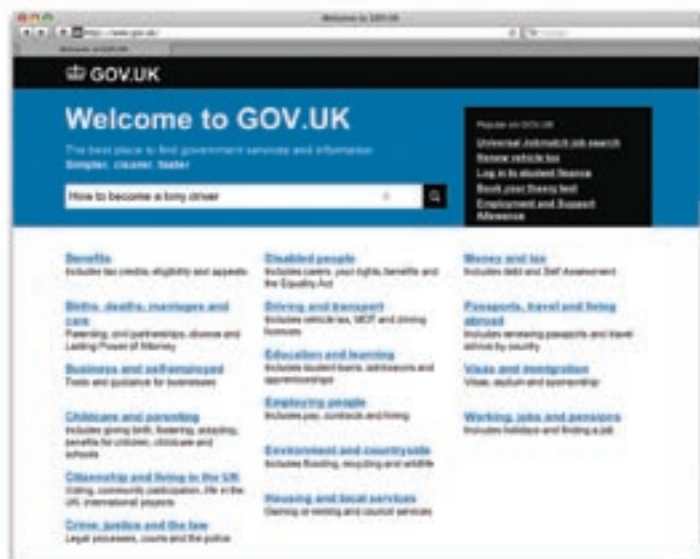 Welcome to GOV.UK
GOV.UK
Welcome to GOV.UK
The best place to find government services and information
Simpler, clearer, faster
How to become a lorry driver
Popular on GOV.UK
Universal Jobmatch job search
Renew vehicle tax
Log in to student finance
Book your theory test
Employment and Support
Allowance
Benefits
Includes tax credits, eligibility and appeals
Births, deaths, marriages and
care
Parenting, civil partnerships, divorce and
Lasting Power of Attorney
Business and self-employed
Tools and guidance for businesses
Childcare and parenting
Includes giving birth, fostering, adopting,
benefits for children, childcare and
schools
Citizenship and living in the UK
Voting, community participation, life in the
UK, international projects
Crime, justice and the law
Legal processes, courts and the police
Disabled people
Includes carers, your rights, benefits and
the Equality Act
Driving and transport
Includes vehicle tax, MOT and driving
licences
Education and learning
Includes student loans, admissions and
apprenticeships
Employing people
Includes pay, contracts and hiring
Environment and countryside
Includes flooding, recycling and wildlife
Housing and local services
Owning or renting and council services
Money and tax
Includes debt and Self Assessment
Passports, travel and living
abroad
Includes renewing passports and travel
advice by country
Visas and immigration
Visas, asylum and sponsorship
Working, jobs and pensions
Includes holidays and finding a job